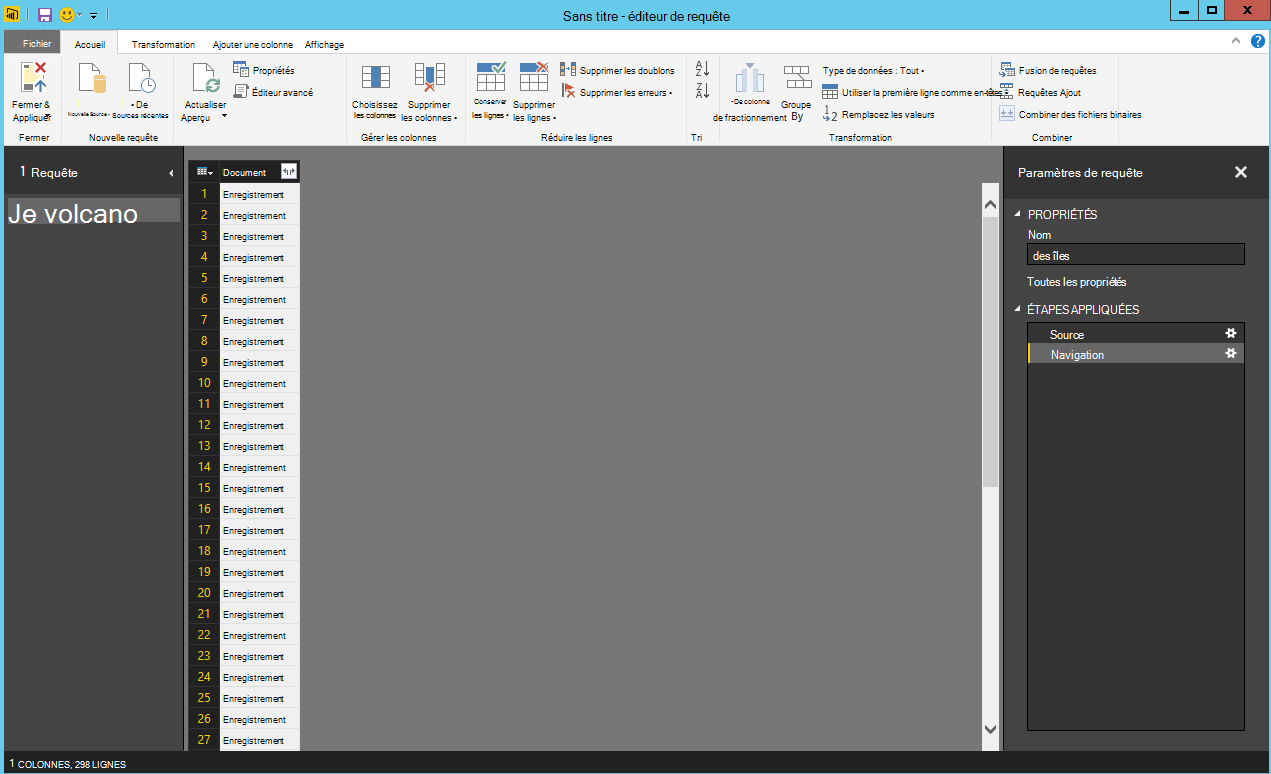 Sans titre - éditeur de requête
Fichier Accueil Transformation Ajouter une colonne Affichage
Fermer &
Appliquer
Fermer
Nouvelle Source •
• De
Sources récentes
Nouvelle requête
Actualiser
Aperçu
Propriétés
Éditeur avancé
Choisissez
les colonnes
Supprimer
les colonnes •
Gérer les colonnes
Conserver
les lignes •
Supprimer
les lignes •
Supprimer les doublons
Supprimer les erreurs •
Réduire les lignes
A
Z
Z
A
Tri
• De colonne
de fractionnement
Groupe
By
Type de données : Tout •
Utiliser la première ligne comme en-têtes
1
2 Remplacez les valeurs
Transformation
Fusion de requêtes
Requêtes Ajout
Combiner des fichiers binaires
Combiner
1 Requête
Je volcano
Document
1 Enregistrement
2 Enregistrement
3 Enregistrement
4 Enregistrement
5 Enregistrement
6 Enregistrement
7 Enregistrement
8 Enregistrement
9 Enregistrement
10 Enregistrement
11 Enregistrement
12 Enregistrement
13 Enregistrement
14 Enregistrement
15 Enregistrement
16 Enregistrement
17 Enregistrement
18 Enregistrement
19 Enregistrement
20 Enregistrement
21 Enregistrement
22 Enregistrement
23 Enregistrement
24 Enregistrement
25 Enregistrement
26 Enregistrement
27 Enregistrement
Paramètres de requête
PROPRIÉTÉS
Nom
des îles
Toutes les propriétés
ÉTAPES APPLIQUÉES
Source
Navigation
1 COLONNES, 298 LIGNES